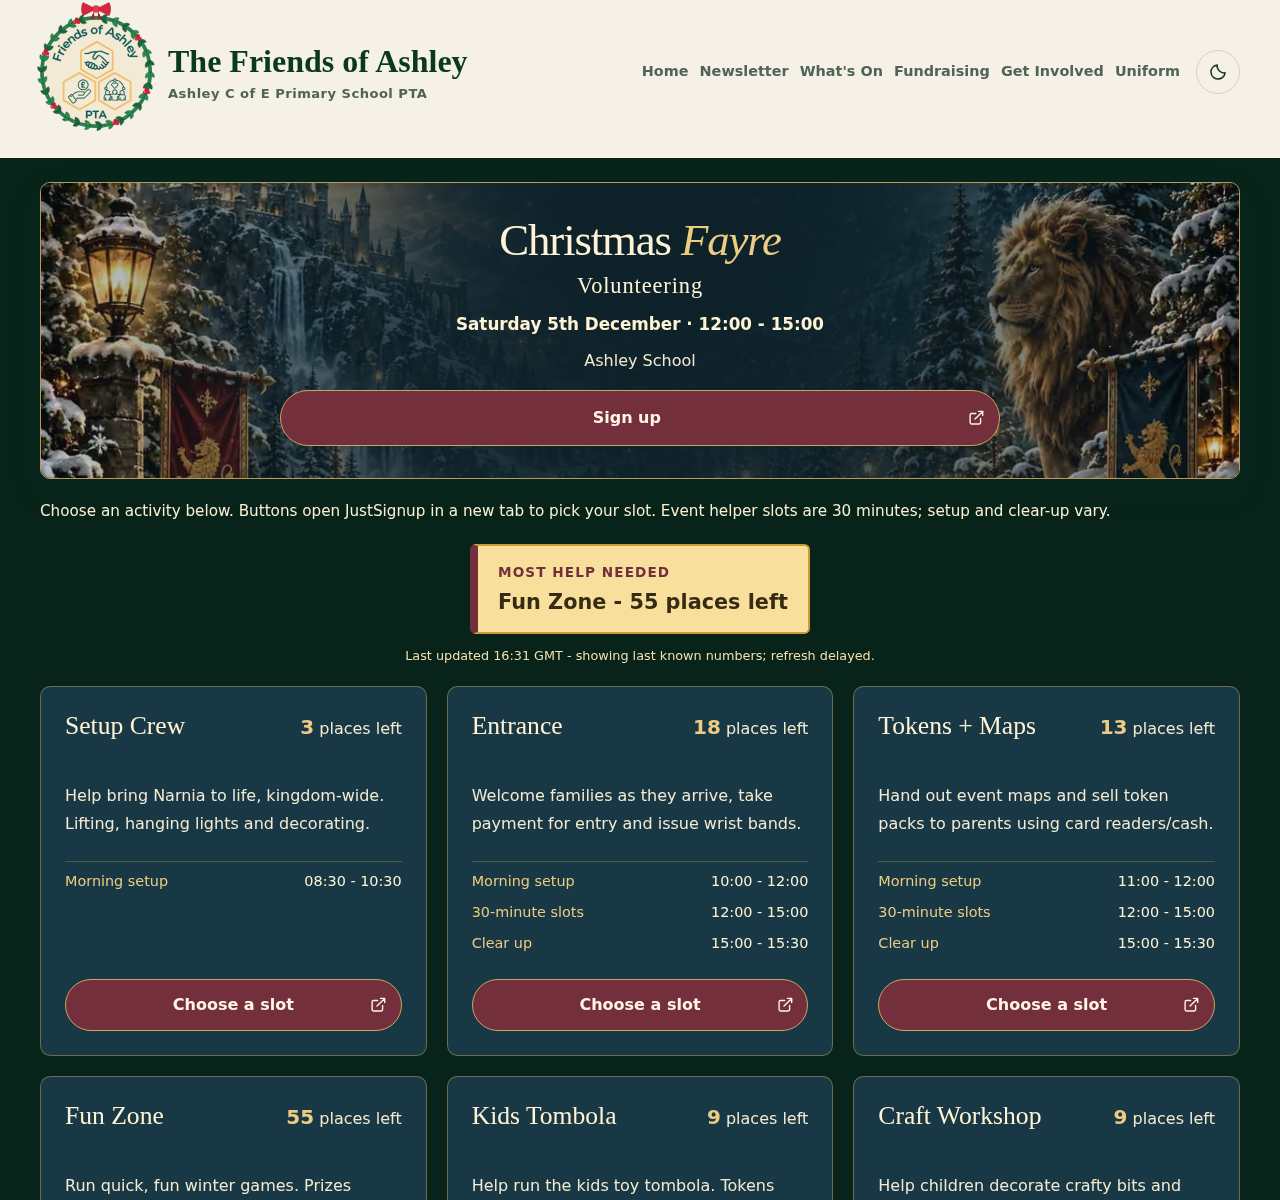 Friends of Ashley
PTA
The Friends of Ashley
Ashley C of E Primary School PTA
Home Newsletter What's On Fundraising Get Involved Uniform
Christmas Fayre
Volunteering
Saturday 5th December · 12:00 - 15:00
Ashley School
Sign up
Choose an activity below. Buttons open JustSignup in a new tab to pick your slot. Event helper slots are 30 minutes; setup and clear-up vary.
MOST HELP NEEDED
Fun Zone - 55 places left
Last updated 16:31 GMT - showing last known numbers; refresh delayed.
Setup Crew 3 places left
Help bring Narnia to life, kingdom-wide.
Lifting, hanging lights and decorating.
Morning setup 08:30 - 10:30
Choose a slot
Entrance 18 places left
Welcome families as they arrive, take
payment for entry and issue wrist bands.
Morning setup 10:00 - 12:00
30-minute slots 12:00 - 15:00
Clear up 15:00 - 15:30
Choose a slot
Tokens + Maps 13 places left
Hand out event maps and sell token
packs to parents using card readers/cash.
Morning setup 11:00 - 12:00
30-minute slots 12:00 - 15:00
Clear up 15:00 - 15:30
Choose a slot
Fun Zone 55 places left
Run quick, fun winter games. Prizes
Kids Tombola 9 places left
Help run the kids toy tombola. Tokens
Craft Workshop 9 places left
Help children decorate crafty bits and